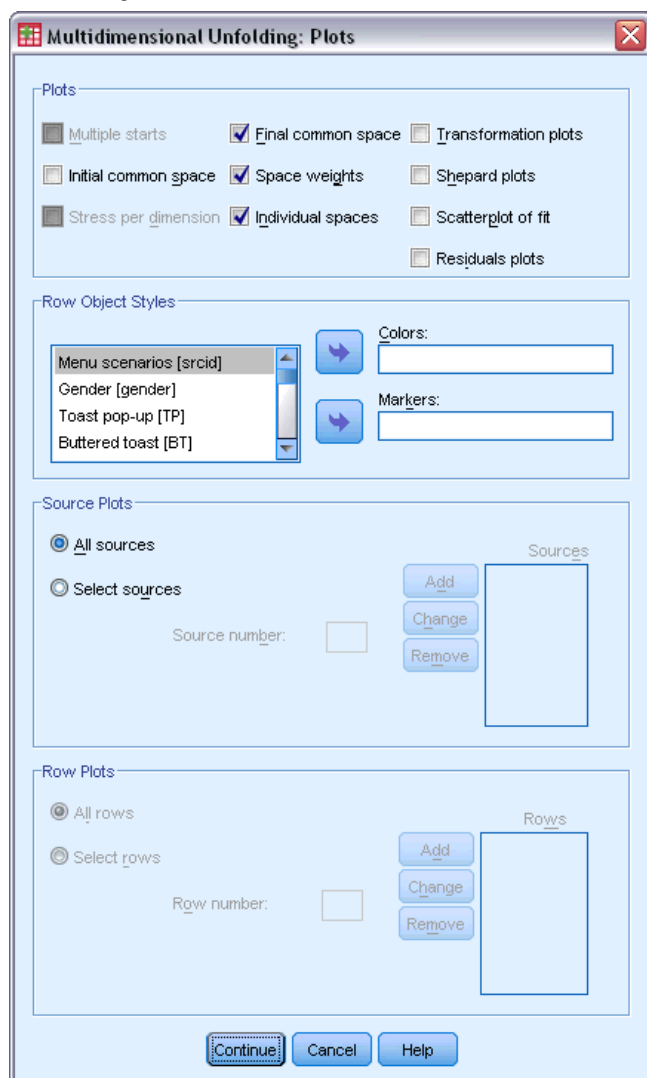 Multidimensional Unfolding: Plots
Plots
Multiple starts
Final common space
Transformation plots
Initial common space
Space weights
Shepard plots
Stress per dimension
Individual spaces
Scatterplot of fit
Residuals plots
Row Object Styles
Menu scenarios [srcid]
Gender [gender]
Toast pop-up [TP]
Buttered toast [BT]
Colors:
Markers:
Source Plots
All sources
Select sources
Source number:
Sources
Add
Change
Remove
Row Plots
All rows
Select rows
Row number:
Rows
Add
Change
Remove
Continue
Cancel
Help